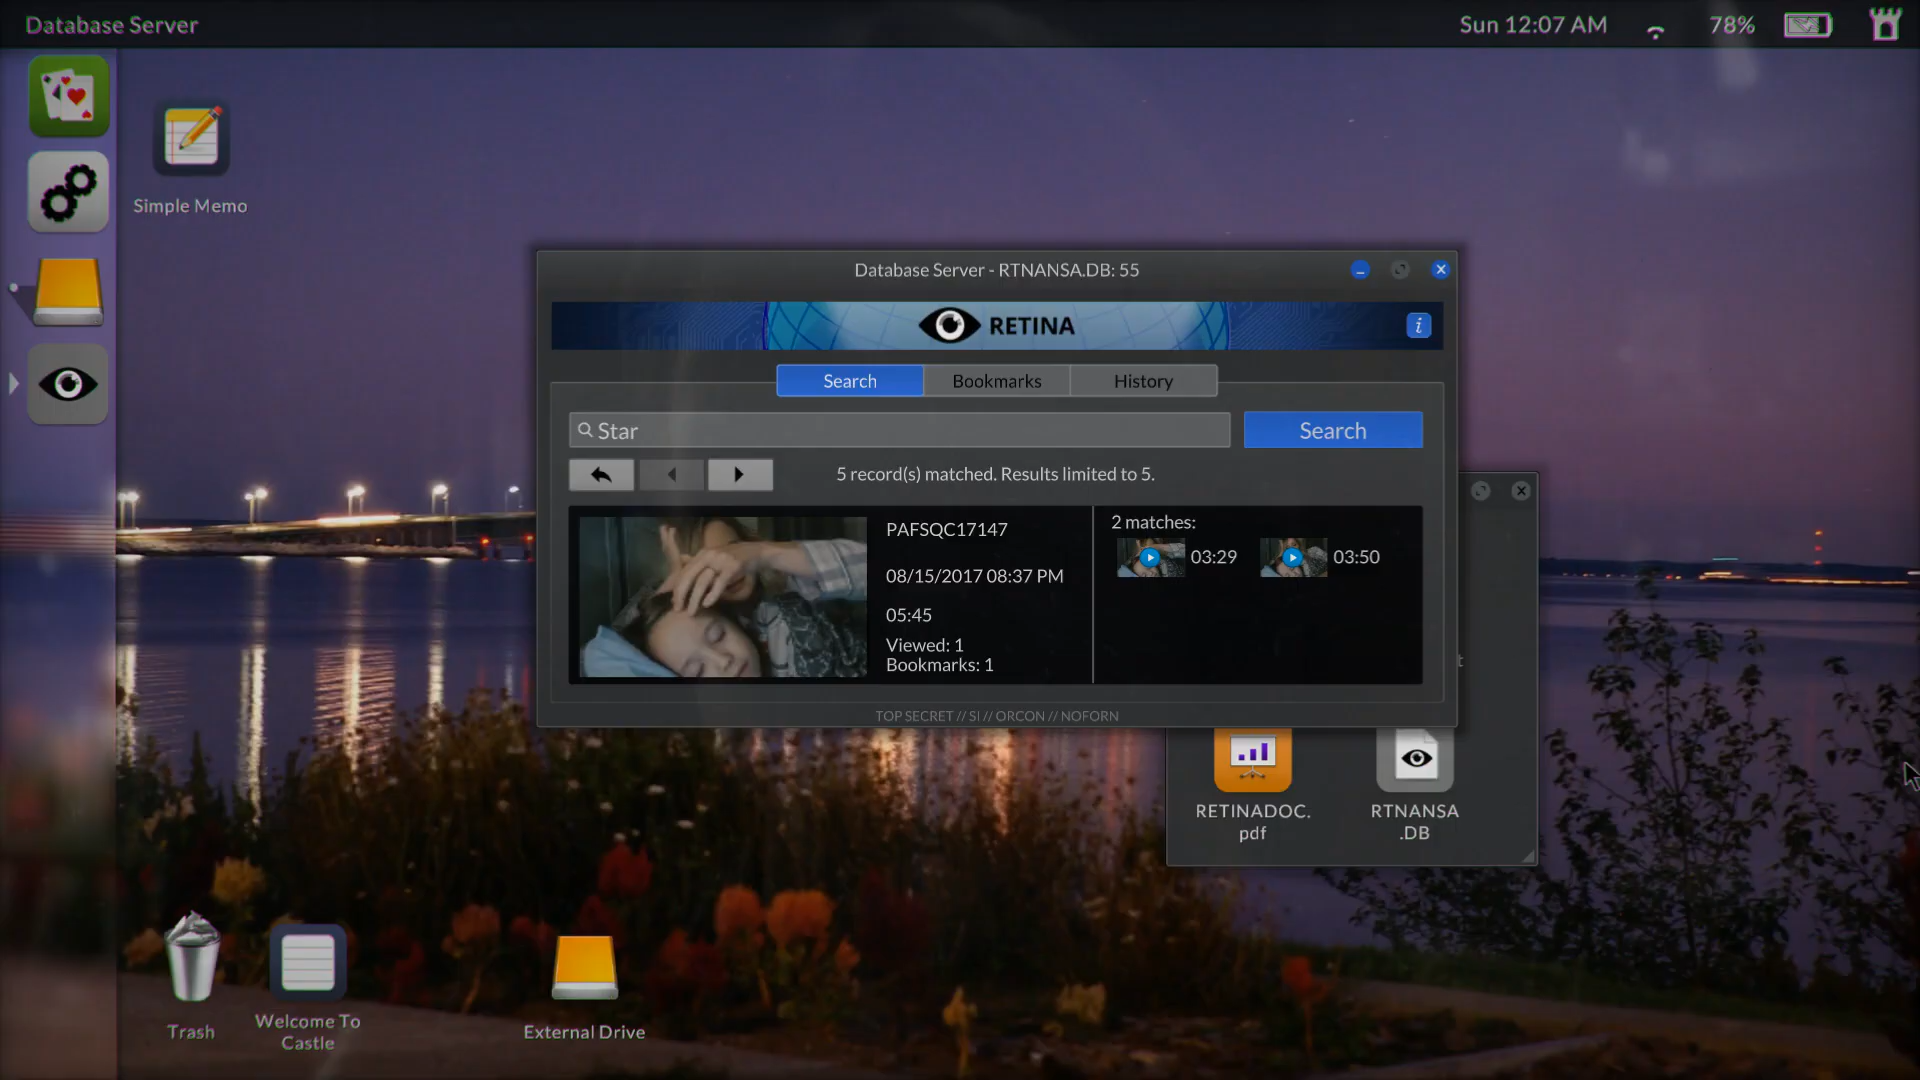 Database Server
Sun 12:07 AM
78%
Simple Memo
Database Server - RTNANSA.DB: 55
RETINA
i
Search
Bookmarks
History
Star
Search
5 record(s) matched. Results limited to 5.
PAFSQC17147
08/15/2017 08:37 PM
05:45
Viewed: 1
Bookmarks: 1
2 matches:
03:29
03:50
TOP SECRET // SI // ORCON // NOFORN
RETINADOC.
pdf
RTNANSA
.DB
Trash
Welcome To
Castle
External Drive